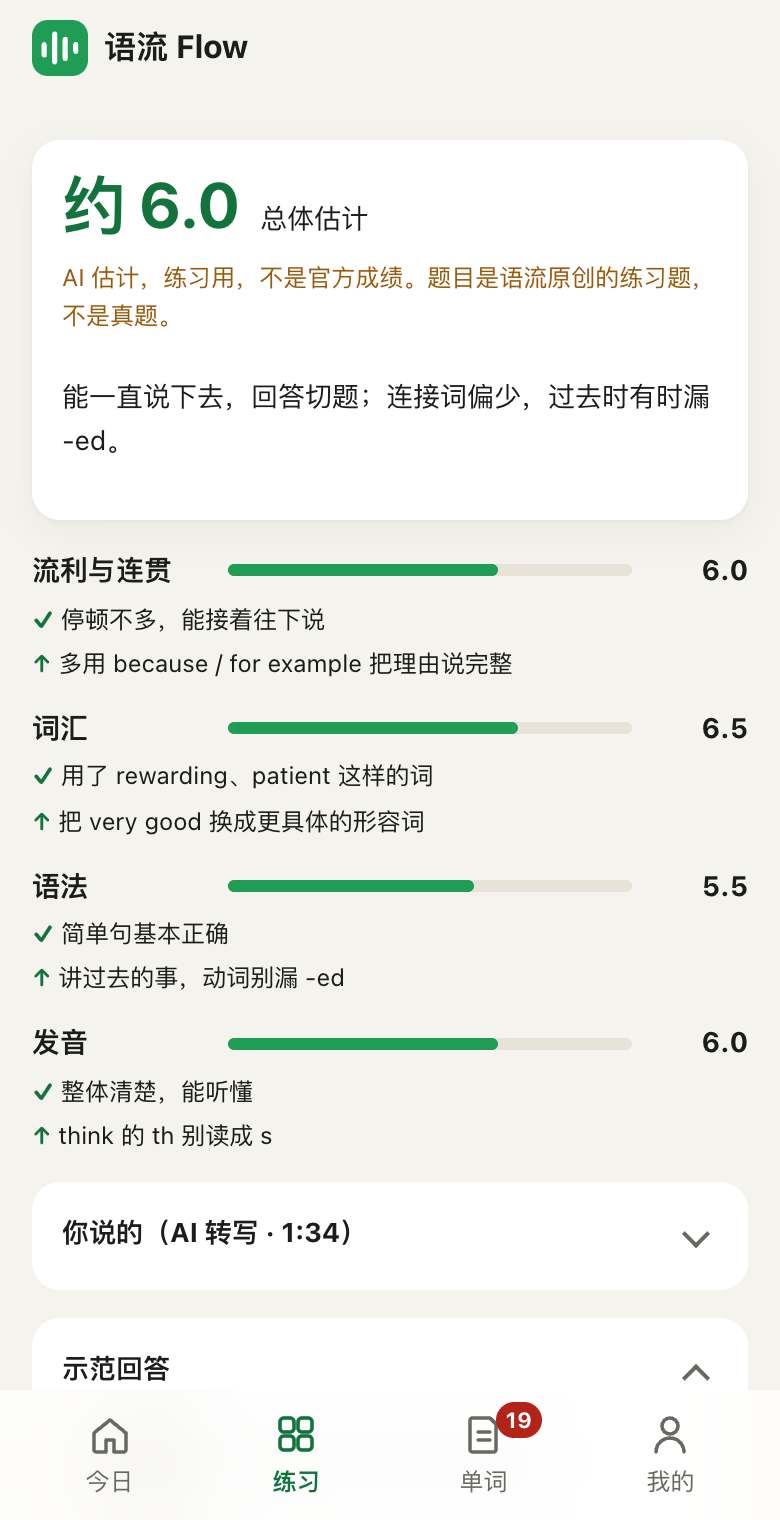 语流 Flow
约 6.0 总体估计
AI 估计，练习用，不是官方成绩。题目是语流原创的练习题，
不是真题。
能一直说下去，回答切题；连接词偏少，过去时有时漏
-ed。
流利与连贯 6.0
✓ 停顿不多，能接着往下说
↑ 多用 because / for example 把理由说完整
词汇 6.5
✓ 用了 rewarding、patient 这样的词
↑ 把 very good 换成更具体的形容词
语法 5.5
✓ 简单句基本正确
↑ 讲过去的事，动词别漏 -ed
发音 6.0
✓ 整体清楚，能听懂
↑ think 的 th 别读成 s
你说的（AI 转写 · 1:34）
示范回答
19
今日 练习 单词 我的